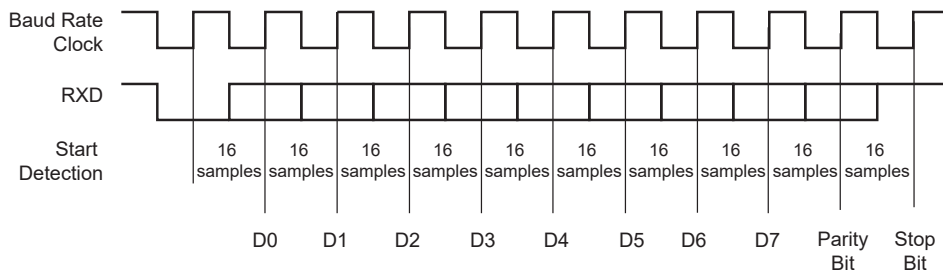 Baud Rate
Clock
RXD
Start
Detection
16 16 16 16 16 16 16 16 16 16
samples samples samples samples samples samples samples samples samples samples
D0 D1 D2 D3 D4 D5 D6 D7 Parity Stop
Bit Bit